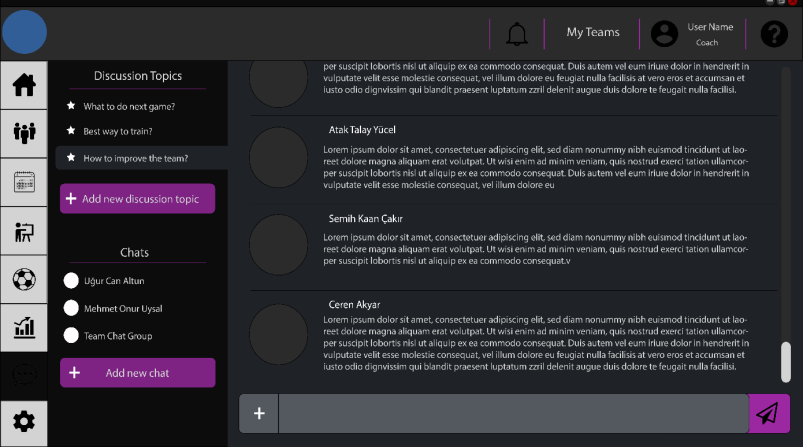 My Teams
User Name
Coach
?
Discussion Topics
What to do next game?
Best way to train?
How to improve the team?
+ Add new discussion topic
Chats
Uğur Can Altun
Mehmet Onur Uysal
Team Chat Group
+ Add new chat
per suscipit lobortis nisl ut aliquip ex ea commodo consequat. Duis autem vel eum iriure dolor in hendrerit in
vulputate velit esse molestie consequat, vel illum dolore eu feugiat nulla facilisis at vero eros et accumsan et
iusto odio dignissim qui blandit praesent luptatum zzril delenit augue duis dolore te feugait nulla facilisi.
Atak Talay Yücel
Lorem ipsum dolor sit amet, consectetuer adipiscing elit, sed diam nonummy nibh euismod tincidunt ut lao-
reet dolore magna aliquam erat volutpat. Ut wisi enim ad minim veniam, quis nostrud exerci tation ullamcor-
per suscipit lobortis nisl ut aliquip ex ea commodo consequat. Duis autem vel eum iriure dolor in hendrerit in
vulputate velit esse molestie consequat, vel illum dolore eu
Semih Kaan Çakır
Lorem ipsum dolor sit amet, consectetuer adipiscing elit, sed diam nonummy nibh euismod tincidunt ut lao-
reet dolore magna aliquam erat volutpat. Ut wisi enim ad minim veniam, quis nostrud exerci tation ullamcor-
per suscipit lobortis nisl ut aliquip ex ea commodo consequat.v
Ceren Akyar
Lorem ipsum dolor sit amet, consectetuer adipiscing elit, sed diam nonummy nibh euismod tincidunt ut lao-
reet dolore magna aliquam erat volutpat. Ut wisi enim ad minim veniam, quis nostrud exerci tation ullamcor-
per suscipit lobortis nisl ut aliquip ex ea commodo consequat. Duis autem vel eum iriure dolor in hendrerit in
vulputate velit esse molestie consequat, vel illum dolore eu feugiat nulla facilisis at vero eros et accumsan et
iusto odio dignissim qui blandit praesent luptatum zzril delenit augue duis dolore te feugait nulla facilisi.
+